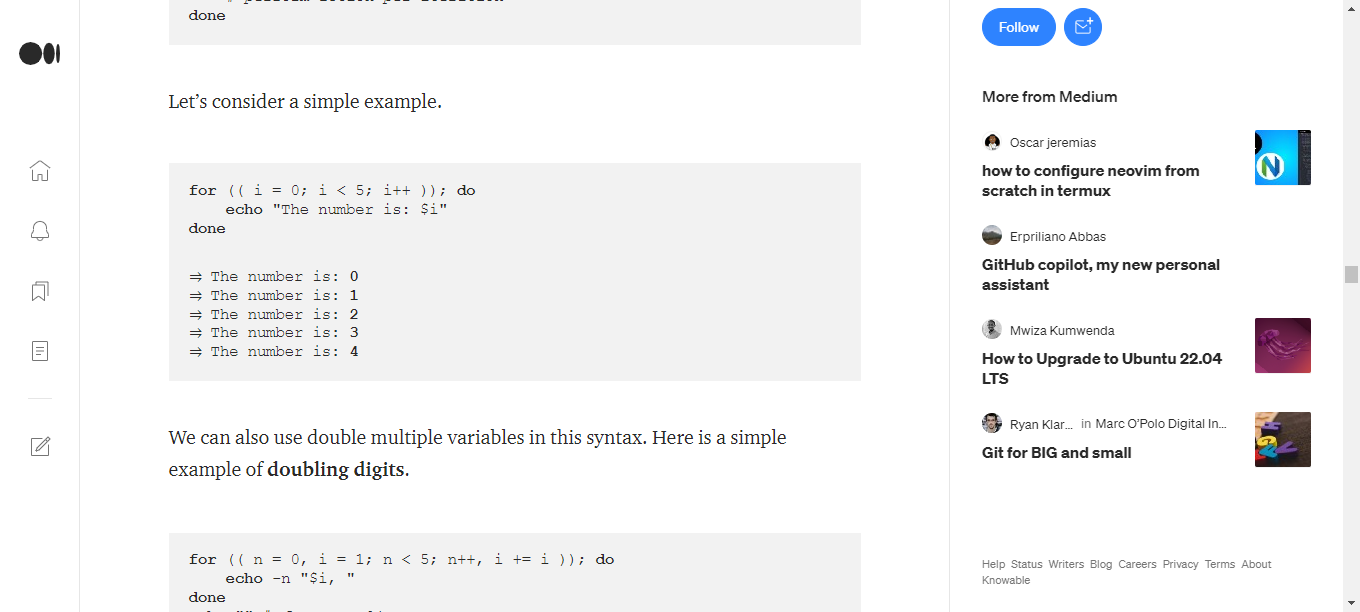 done
Let’s consider a simple example.
for (( i = 0; i < 5; i++ )); do
    echo "The number is: $i"
done
⇒ The number is: 0
⇒ The number is: 1
⇒ The number is: 2
⇒ The number is: 3
⇒ The number is: 4
We can also use double multiple variables in this syntax. Here is a simple
example of doubling digits.
for (( n = 0, i = 1; n < 5; n++, i += i )); do
    echo -n "$i, "
done
Follow
More from Medium
Oscar jeremias
how to configure neovim from
scratch in termux
Erpriliano Abbas
GitHub copilot, my new personal
assistant
Mwiza Kumwenda
How to Upgrade to Ubuntu 22.04
LTS
Ryan Klar... in Marc O'Polo Digital In...
Git for BIG and small
Help Status Writers Blog Careers Privacy Terms About
Knowable